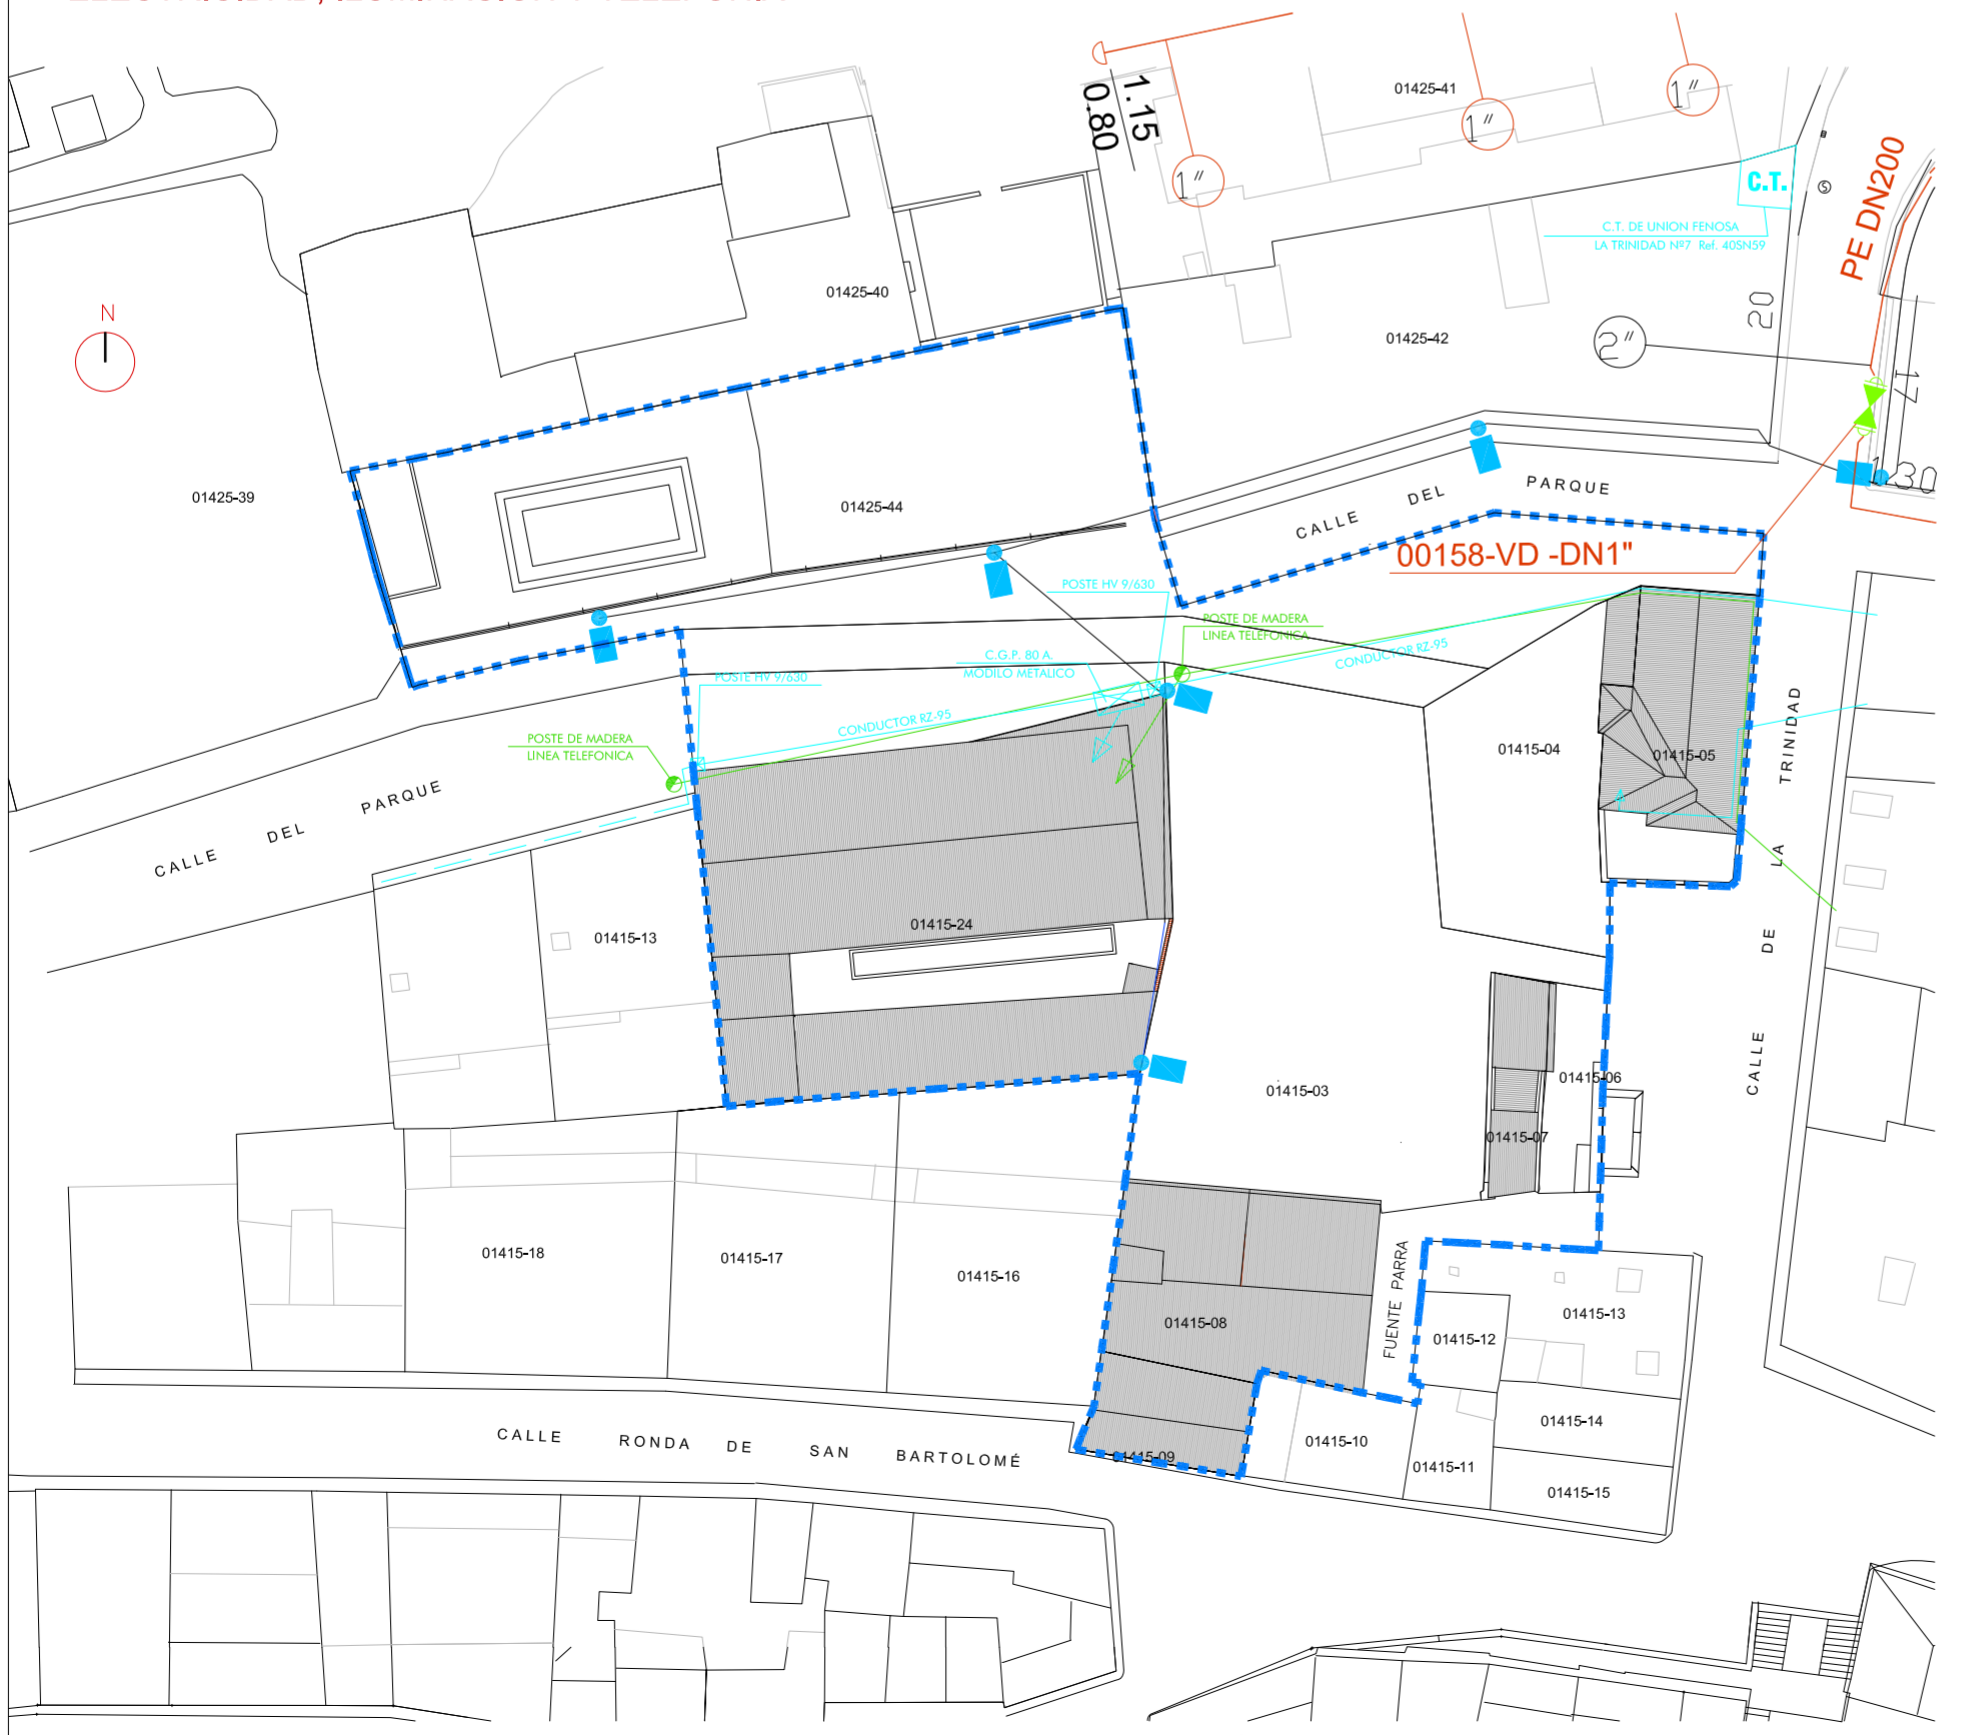 01425-41
1"
1"
1"
1.15
0.80
C.T.
PE DN200
C.T. DE UNION FENOSA
LA TRINIDAD Nº7 Ref. 40SN59
N
01425-40
20
01425-42
2"
17
01425-39
01425-44
CALLE DEL PARQUE
30
00158-VD -DN1"
POSTE HV 9/630
POSTE DE MADERA
LINEA TELEFONICA
C.G.P. 80 A.
MODILO METALICO
CONDUCTOR RZ-95
POSTE HV 9/630
CONDUCTOR RZ-95
POSTE DE MADERA
LINEA TELEFONICA
01415-04
01415-05
CALLE DE LA TRINIDAD
CALLE DEL PARQUE
01415-13
01415-24
01415-03
01415-06
01415-07
01415-18
01415-17
01415-16
01415-08
FUENTE PARRA
01415-12
01415-13
01415-14
01415-10
01415-09
01415-11
01415-15
CALLE RONDA DE SAN BARTOLOMÉ